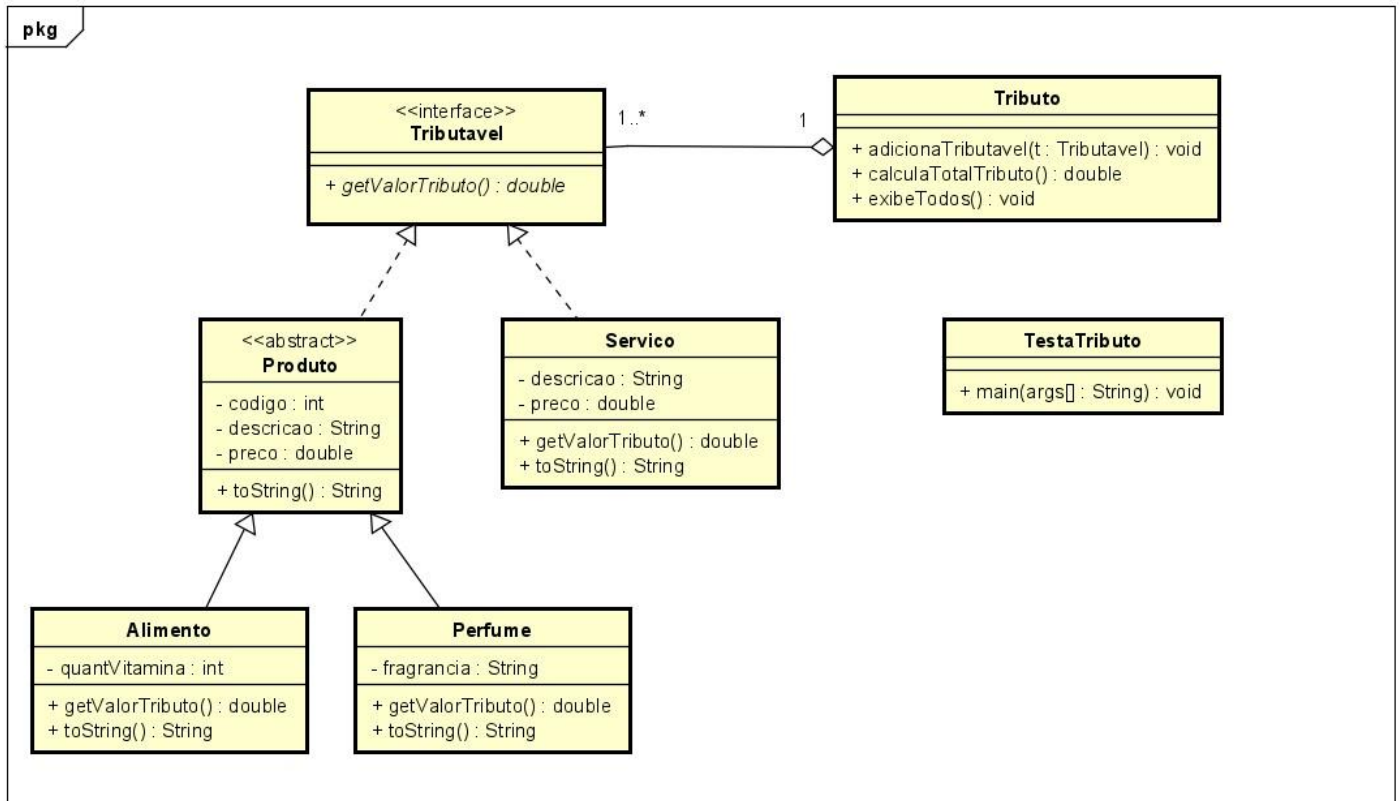 pkg
<<interface>>
Tributavel
+ getValorTributo() : double
1..*
1
Tributo
+ adicionaTributavel(t : Tributavel) : void
+ calculaTotalTributo() : double
+ exibeTodos() : void
<<abstract>>
Produto
- codigo : int
- descricao : String
- preco : double
+ toString() : String
Servico
- descricao : String
- preco : double
+ getValorTributo() : double
+ toString() : String
TestaTributo
+ main(args[] : String) : void
Alimento
- quantVitamina : int
+ getValorTributo() : double
+ toString() : String
Perfume
- fragrancia : String
+ getValorTributo() : double
+ toString() : String